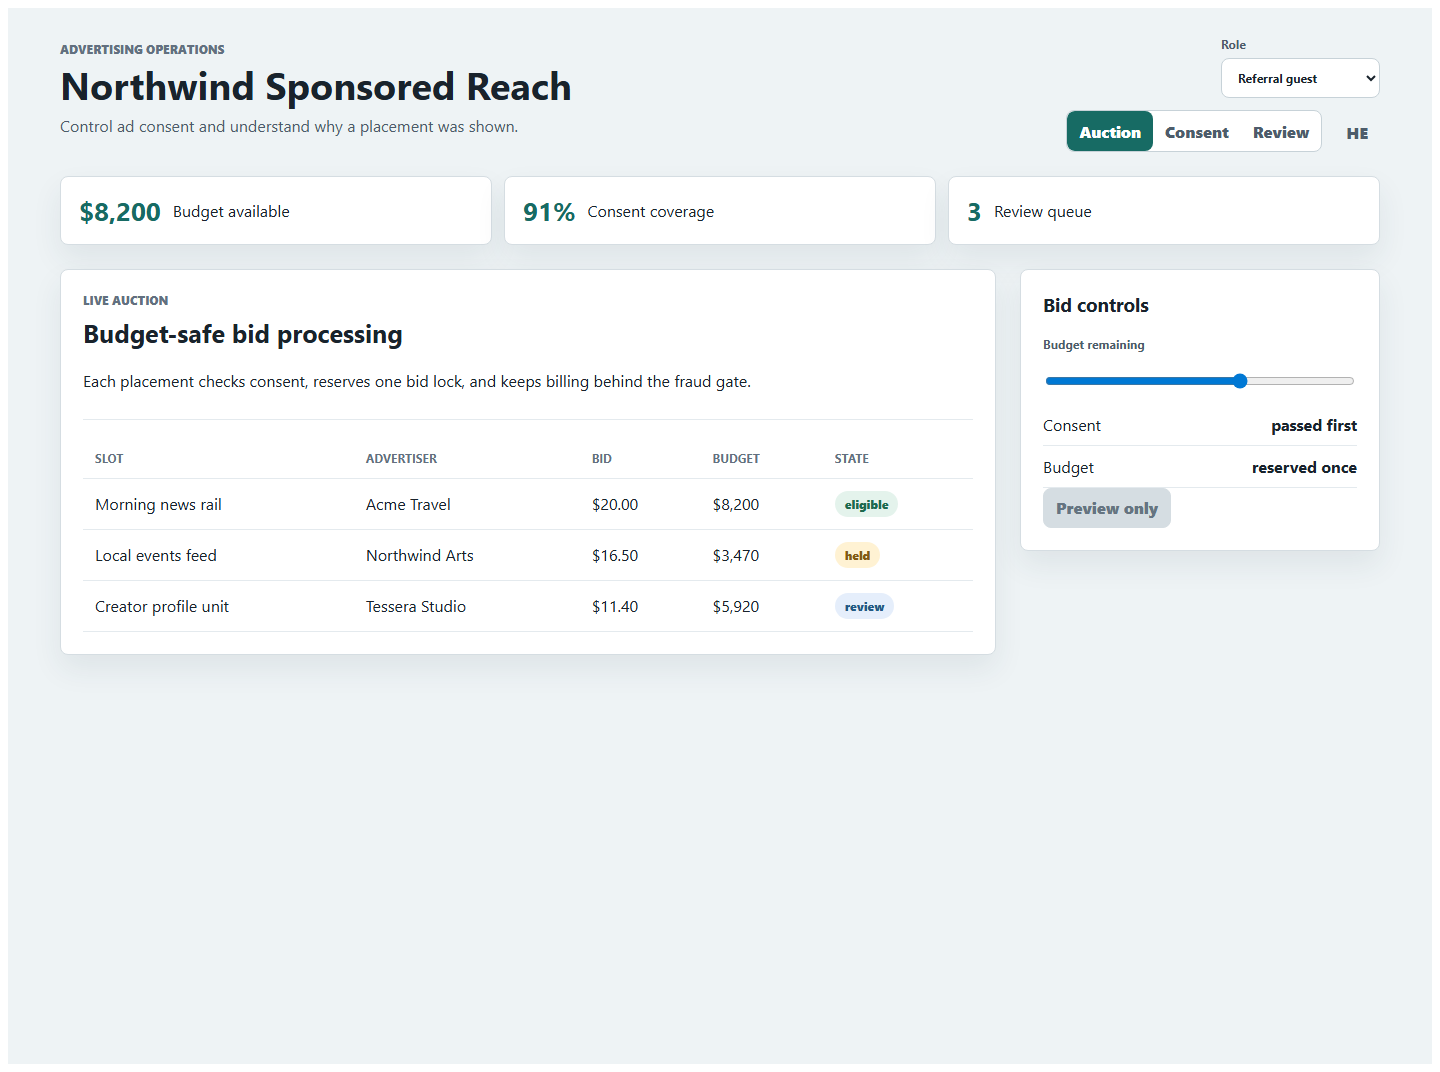 ADVERTISING OPERATIONS
Northwind Sponsored Reach
Control ad consent and understand why a placement was shown.
Role
Referral guest
Auction Consent Review HE
$8,200 Budget available
91% Consent coverage
3 Review queue
LIVE AUCTION
Budget-safe bid processing
Each placement checks consent, reserves one bid lock, and keeps billing behind the fraud gate.
SLOT ADVERTISER BID BUDGET STATE
Morning news rail Acme Travel $20.00 $8,200 eligible
Local events feed Northwind Arts $16.50 $3,470 held
Creator profile unit Tessera Studio $11.40 $5,920 review
Bid controls
Budget remaining
Consent passed first
Budget reserved once
Preview only